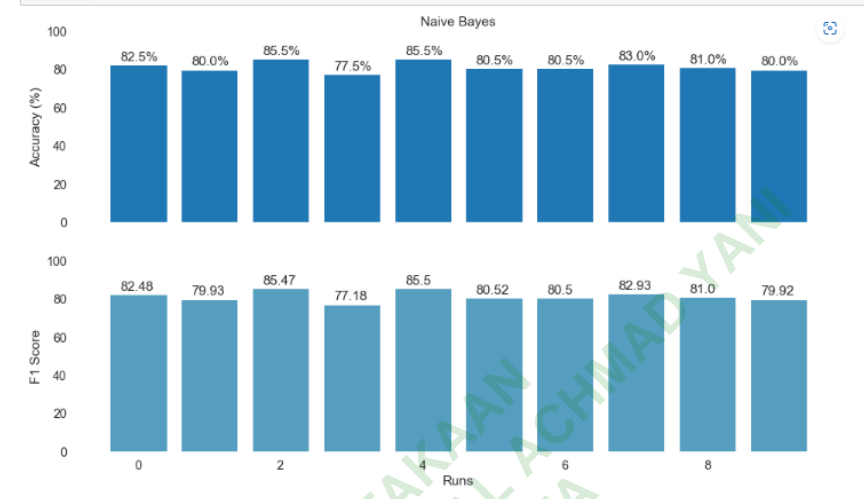 Naive Bayes
Accuracy (%)
100
80
60
40
20
0
82.5% 80.0% 85.5% 77.5% 85.5% 80.5% 80.5% 83.0% 81.0% 80.0%
F1 Score
100
80
60
40
20
0
82.48 79.93 85.47 77.18 85.5 80.52 80.5 82.93 81.0 79.92
0 2 4 6 8
Runs
ACHMAD YANI